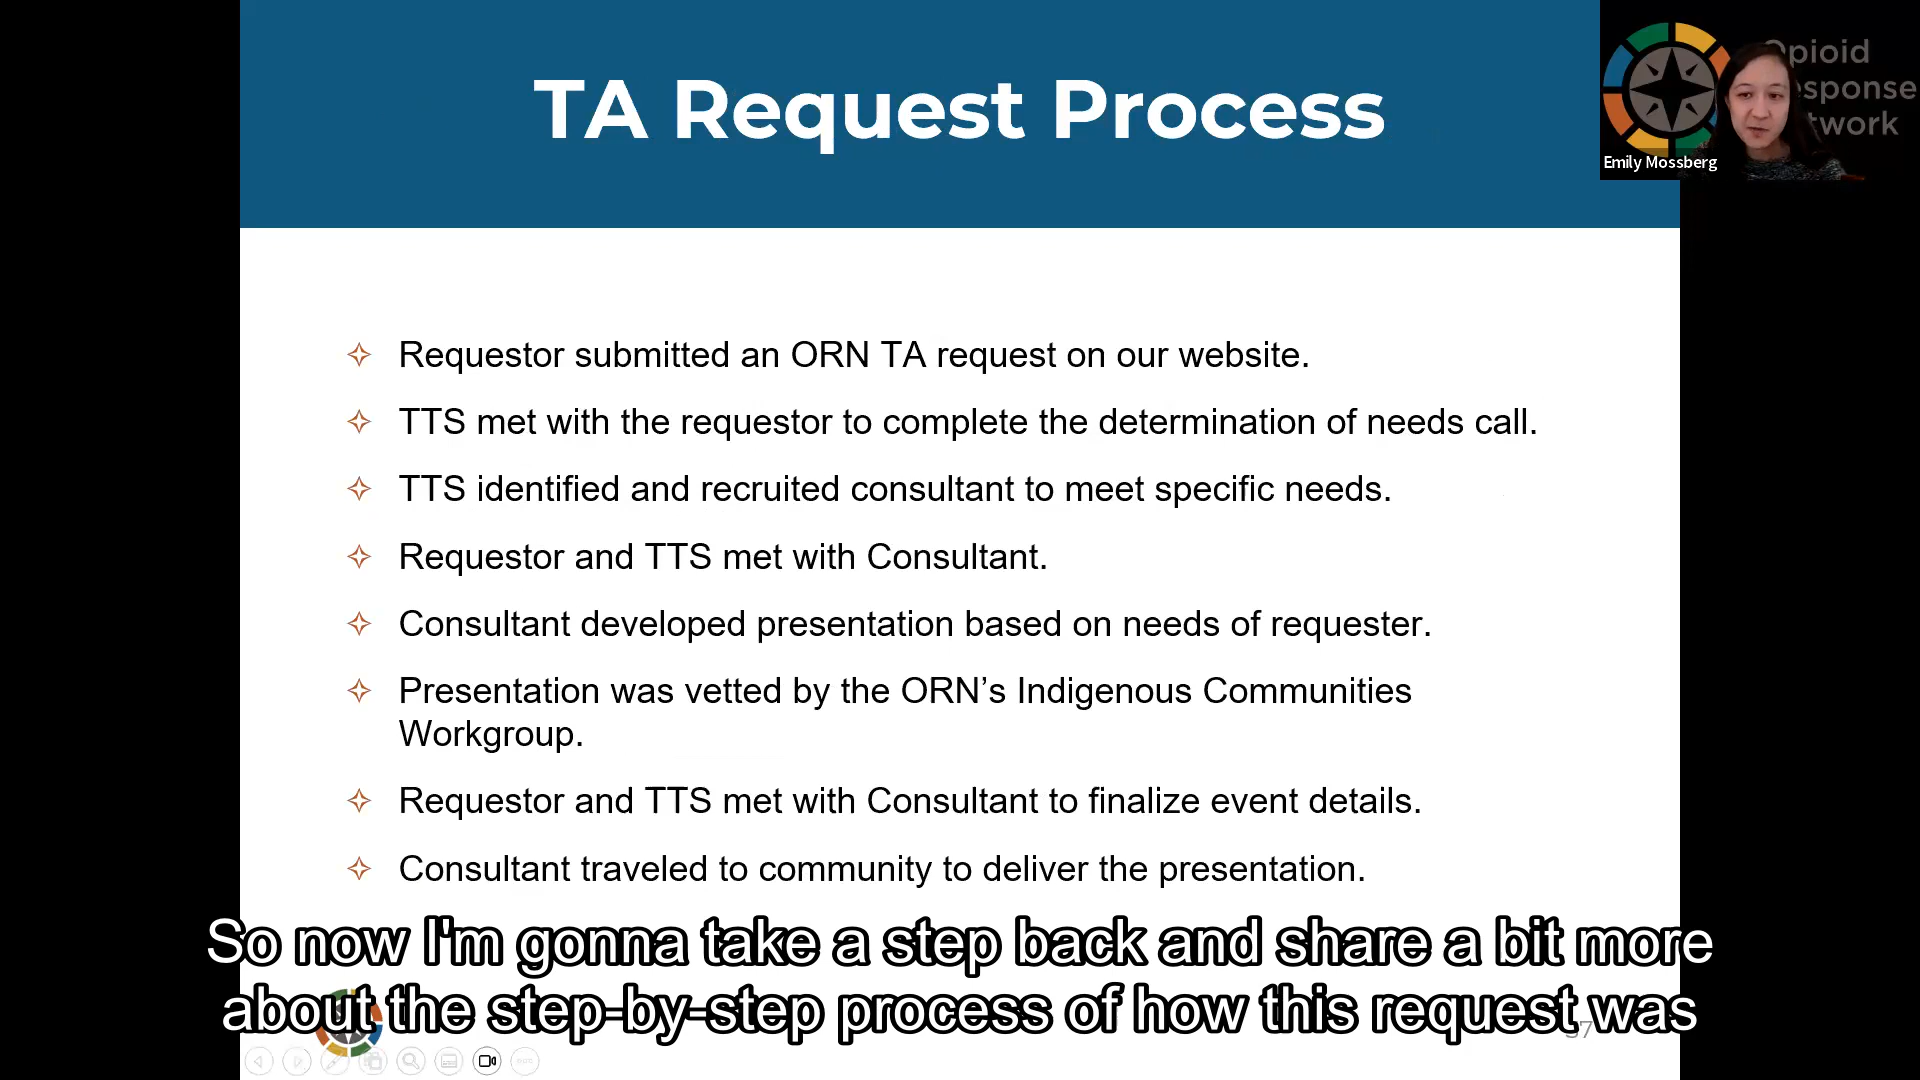 TA Request Process
Opioid
Response
Network
Emily Mossberg
Requestor submitted an ORN TA request on our website.
TTS met with the requestor to complete the determination of needs call.
TTS identified and recruited consultant to meet specific needs.
Requestor and TTS met with Consultant.
Consultant developed presentation based on needs of requester.
Presentation was vetted by the ORN’s Indigenous Communities
Workgroup.
Requestor and TTS met with Consultant to finalize event details.
Consultant traveled to community to deliver the presentation.
So now I'm gonna take a step back and share a bit more
about the step-by-step process of how this request was